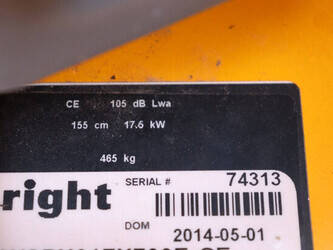 CE 105 dB Lwa
155 cm 17.6 kW
465 kg
right SERIAL # 74313
DOM 2014-05-01